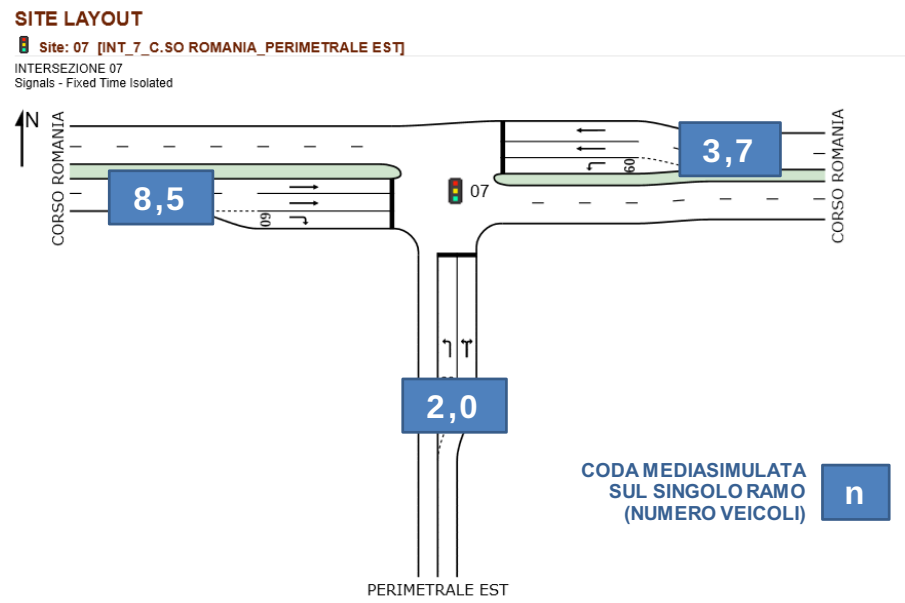 SITE LAYOUT
Site: 07 [INT_7_C.SO ROMANIA_PERIMETRALE EST]
INTERSEZIONE 07
Signals - Fixed Time Isolated
N
CORSO ROMANIA
CORSO ROMANIA
3,7
60
8,5
60
07
2,0
CODA MEDIASIMULATA
SUL SINGOLO RAMO
(NUMERO VEICOLI)
n
PERIMETRALE EST